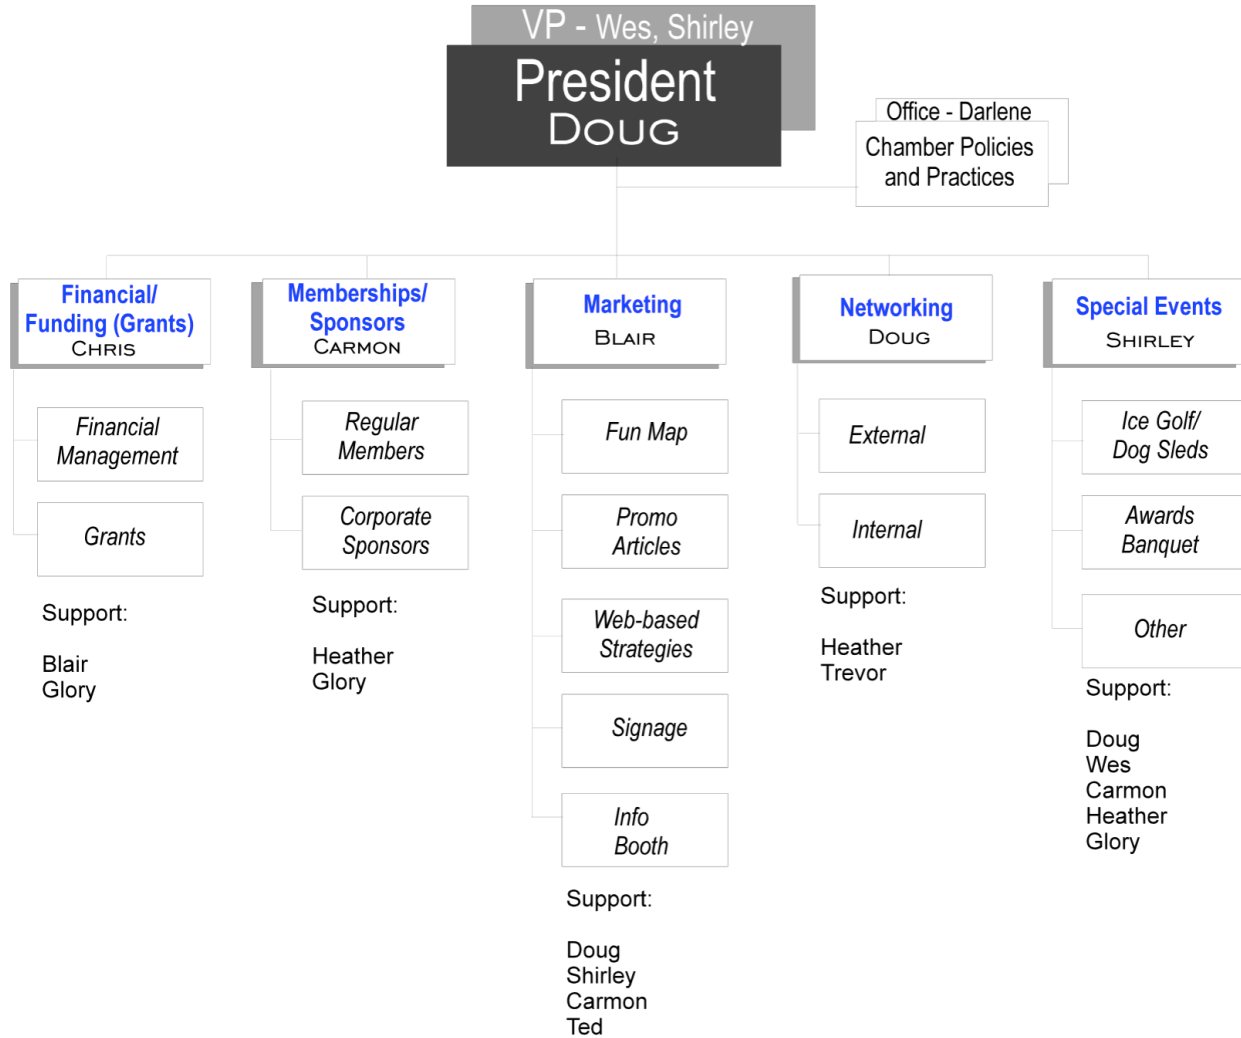 VP - Wes, Shirley
President
DOUG
Office - Darlene
Chamber Policies
and Practices
Financial/
Funding (Grants)
CHRIS
Financial
Management
Grants
Support:
Blair
Glory
Memberships/
Sponsors
CARMON
Regular
Members
Corporate
Sponsors
Support:
Heather
Glory
Marketing
BLAIR
Fun Map
Promo
Articles
Web-based
Strategies
Signage
Info
Booth
Support:
Doug
Shirley
Carmon
Ted
Networking
DOUG
External
Internal
Support:
Heather
Trevor
Special Events
SHIRLEY
Ice Golf/
Dog Sleds
Awards
Banquet
Other
Support:
Doug
Wes
Carmon
Heather
Glory